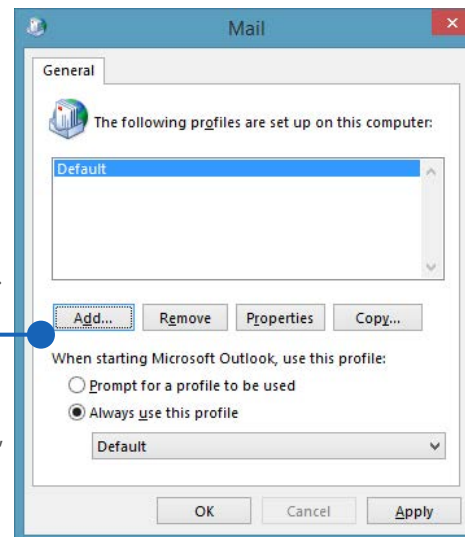 Mail
General
The following profiles are set up on this computer:
Default
Add... Remove Properties Copy...
When starting Microsoft Outlook, use this profile:
Prompt for a profile to be used
Always use this profile
Default
OK Cancel Apply